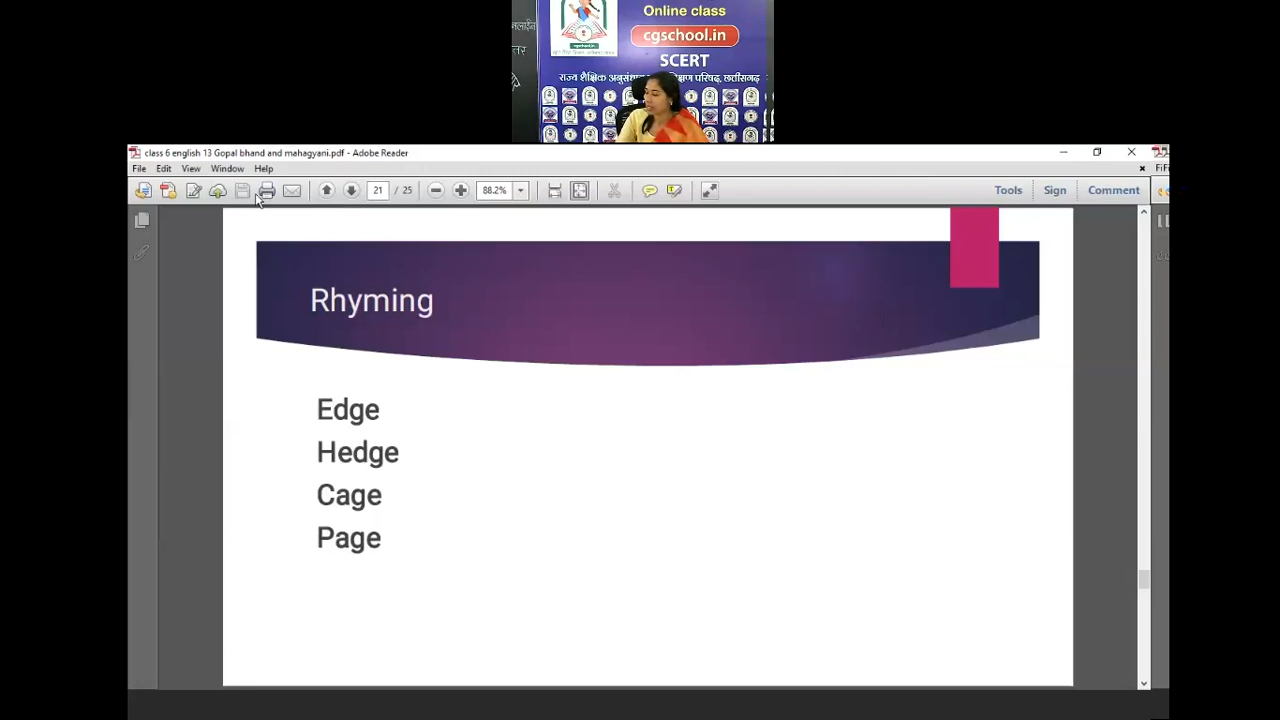 Online class
cgschool.in
SCERT
class 6 english 13 Gopal bhand and mahagyani.pdf - Adobe Reader
File Edit View Window Help
21 / 25 88.2% Tools Sign Comment
Rhyming
Edge
Hedge
Cage
Page